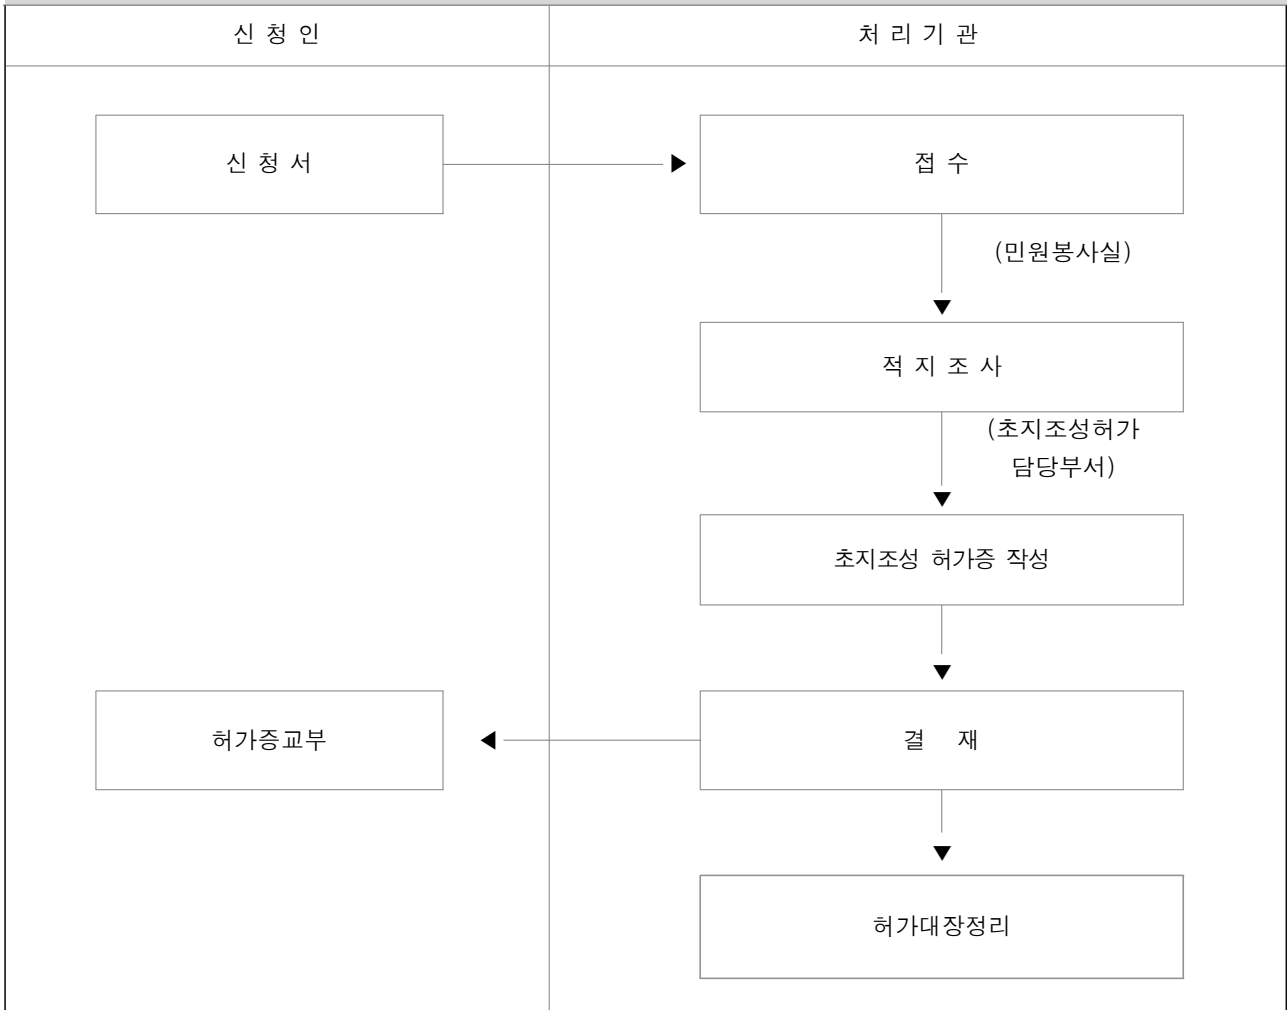 신 청 인
처 리 기 관
신 청 서
접 수
(민원봉사실)
적 지 조 사
(초지조성허가
담당부서)
초지조성 허가증 작성
허가증교부
결 재
허가대장정리